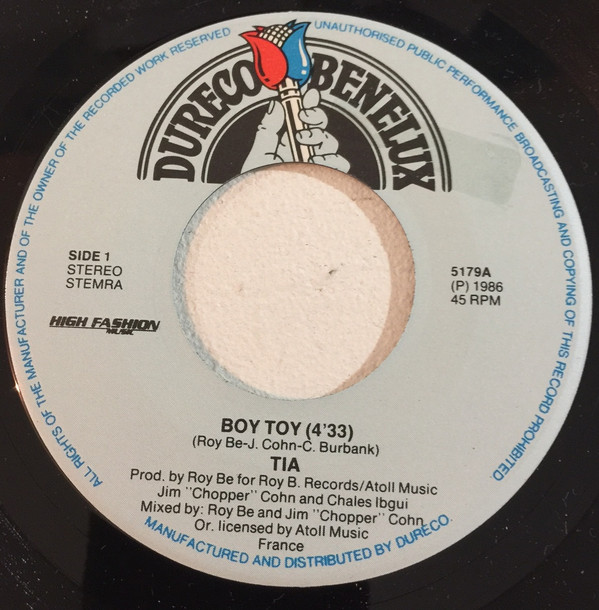 ALL RIGHTS OF THE MANUFACTURER AND OF THE OWNER OF THE RECORDED WORK RESERVED
UNAUTHORISED PUBLIC PERFORMANCE BROADCASTING AND COPYING OF THIS RECORD PROHIBITED.
DURECO BENELUX
SIDE 1
STEREO
STEMRA
5179A
(P) 1986
45 RPM
HIGH FASHION
MUSIC
BOY TOY (4'33)
(Roy Be-J. Cohn-C. Burbank)
TIA
Prod. by Roy Be for Roy B. Records/Atoll Music
Jim "Chopper" Cohn and Chales Ibgui
Mixed by: Roy Be and Jim "Chopper" Cohn
Or. licensed by Atoll Music
France
MANUFACTURED AND DISTRIBUTED BY DURECO.